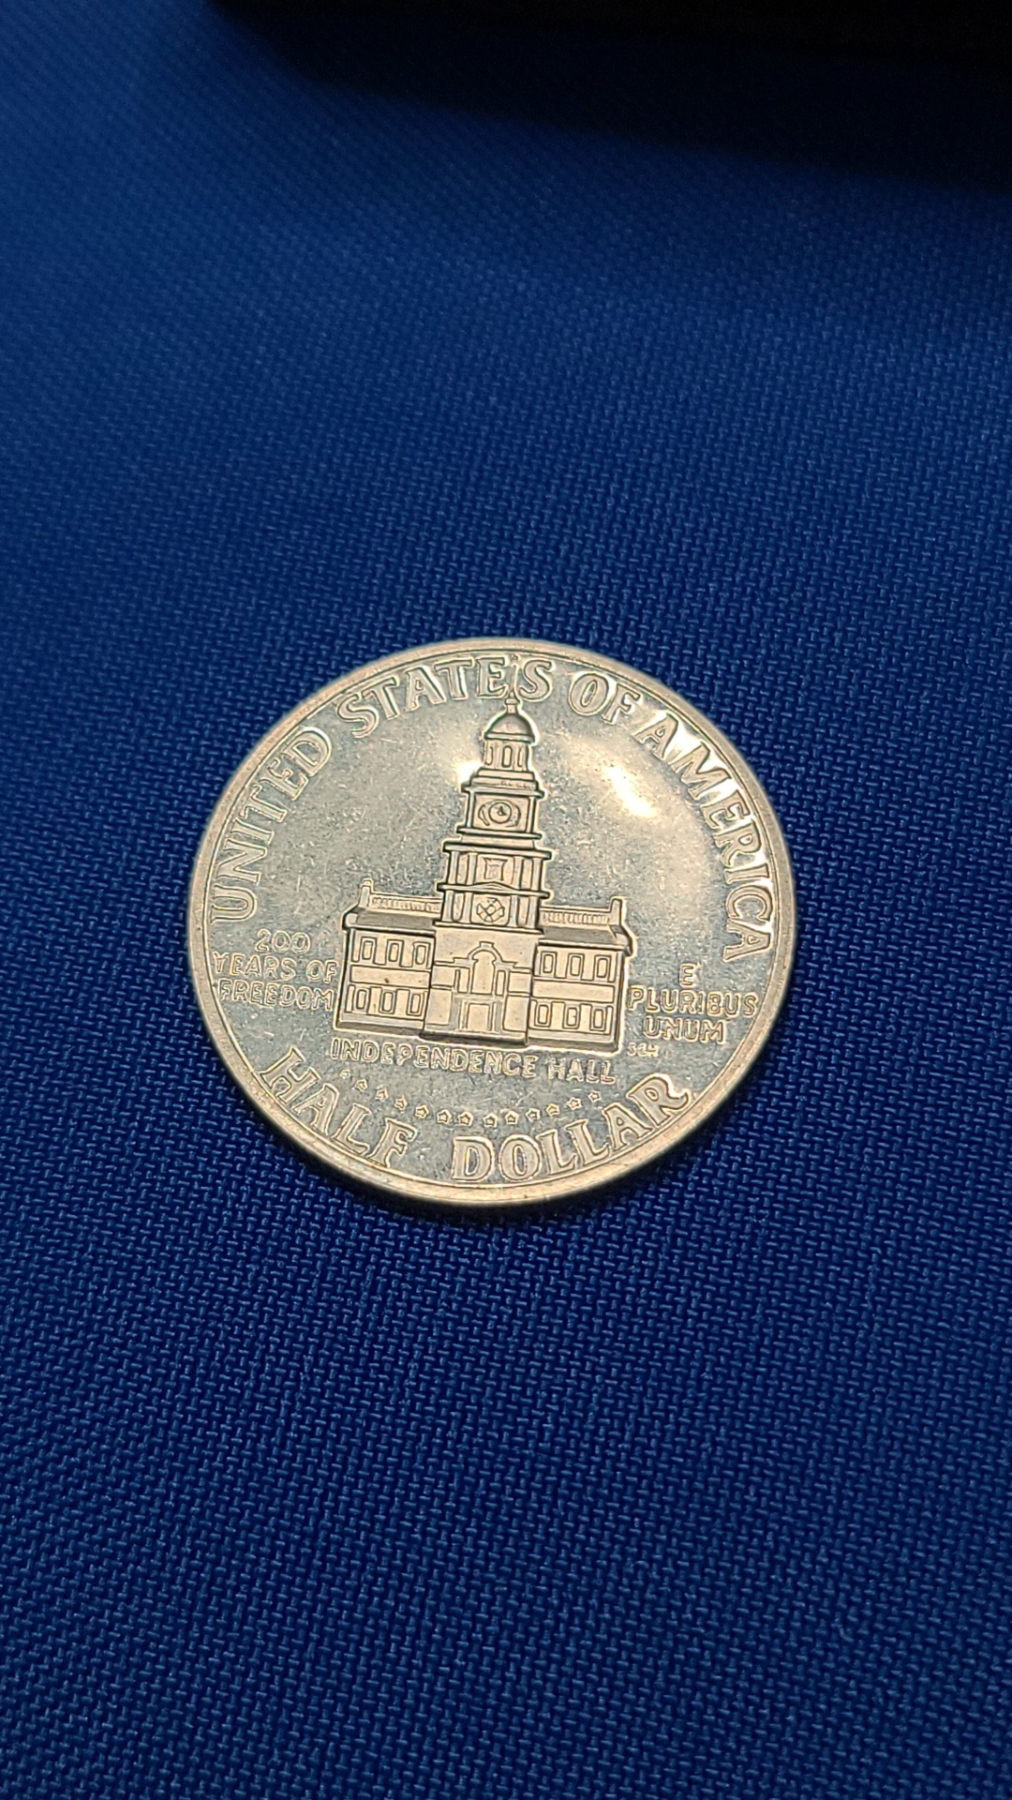 UNITED STATES OF AMERICA
200
YEARS OF
FREEDOM
E
PLURIBUS
UNUM
INDEPENDENCE HALL
HALF DOLLAR